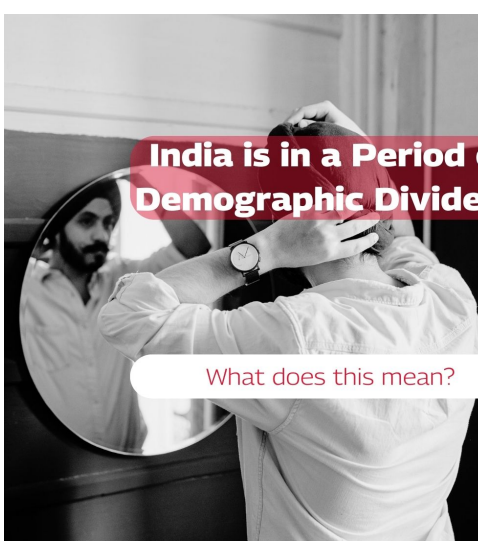 India is in a Period
Demographic Divide
What does this mean?